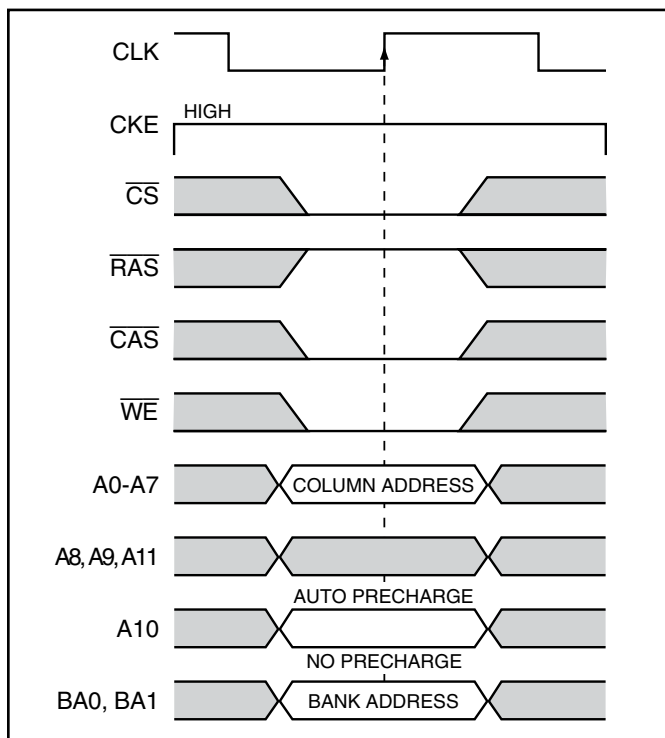 CLK
CKE HIGH
CS
RAS
CAS
WE
A0-A7 COLUMN ADDRESS
A8, A9, A11
AUTO PRECHARGE
A10
NO PRECHARGE
BA0, BA1 BANK ADDRESS